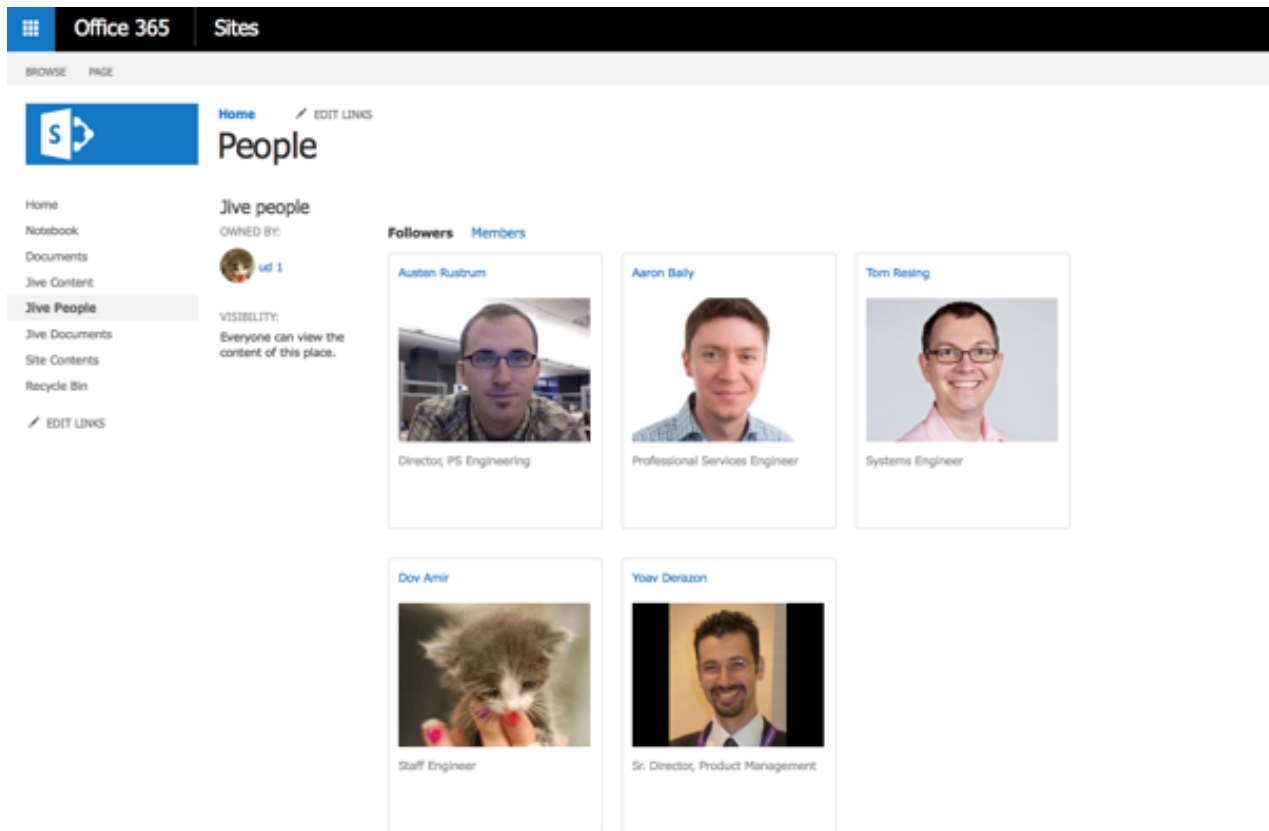 Office 365 Sites
BROWSE PAGE
S
Home EDIT LINKS
People
Home
Notebook
Documents
Jive Content
Jive People
Jive Documents
Site Contents
Recycle Bin
EDIT LINKS
Jive people
OWNED BY:
ud 1
VISIBILITY:
Everyone can view the
content of this place.
Followers Members
Austen Rustrum
Director, PS Engineering
Aaron Baily
Professional Services Engineer
Tom Resing
Systems Engineer
Dov Amir
Staff Engineer
Yoav Derazon
Sr. Director, Product Management